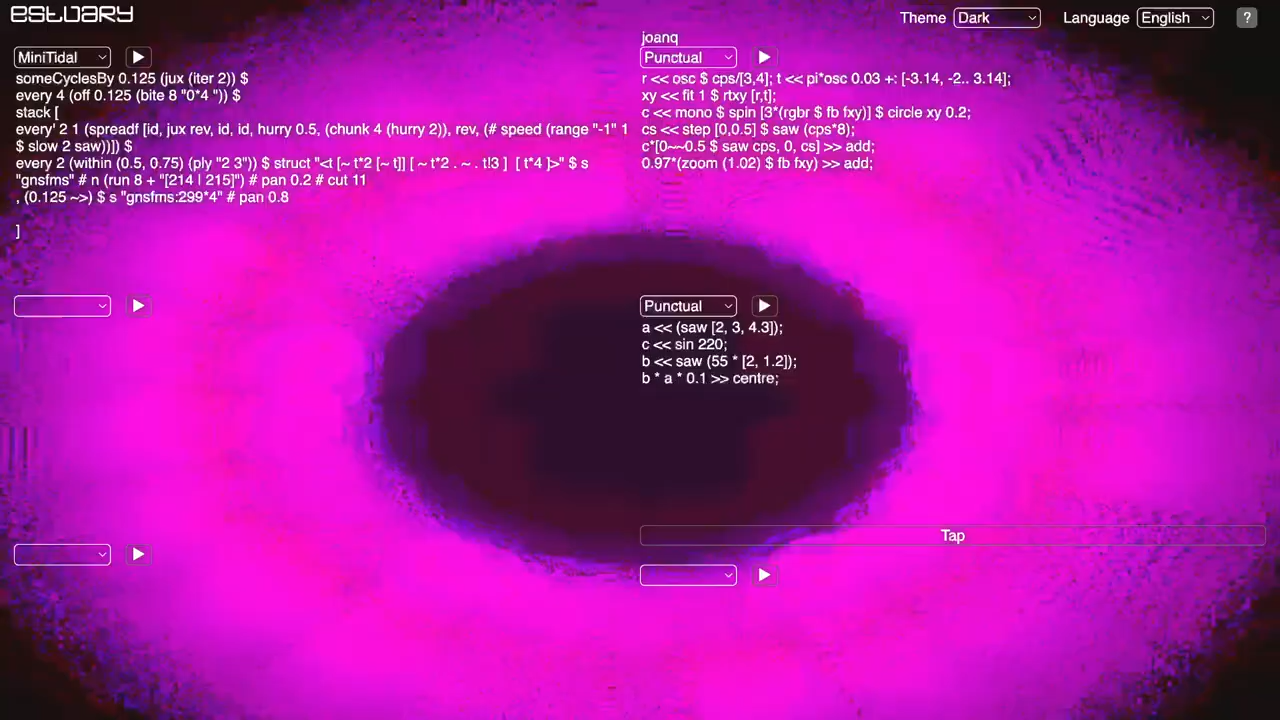 estuary
Theme Dark Language English ?
MiniTidal
someCyclesBy 0.125 (jux (iter 2)) $
every 4 (off 0.125 (bite 8 "0*4 ")) $
stack [
every' 2 1 (spreadf [id, jux rev, id, id, hurry 0.5, (chunk 4 (hurry 2)), rev, (# speed (range "-1" 1
$ slow 2 saw))]) $
every 2 (within (0.5, 0.75) (ply "2 3")) $ struct "<t [~ t*2 [~ t]] [ ~ t*2 . ~ . t!3 ]  [ t*4 ]>" $ s
"gnsfms" # n (run 8 + "[214 | 215]") # pan 0.2 # cut 11
, (0.125 ~>) $ s "gnsfms:299*4" # pan 0.8
]
joanq
Punctual
r << osc $ cps/[3,4]; t << pi*osc 0.03 +: [-3.14, -2.. 3.14];
xy << fit 1 $ rtxy [r,t];
c << mono $ spin [3*(rgbr $ fb fxy)] $ circle xy 0.2;
cs << step [0,0.5] $ saw (cps*8);
c*[0~~0.5 $ saw cps, 0, cs] >> add;
0.97*(zoom (1.02) $ fb fxy) >> add;
Punctual
a << (saw [2, 3, 4.3]);
c << sin 220;
b << saw (55 * [2, 1.2]);
b * a * 0.1 >> centre;
Tap